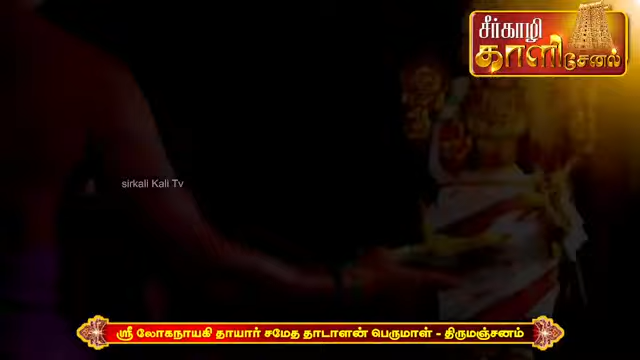 சீர்காழி
காளி சேனல்
sirkali Kali Tv
ஸ்ரீ லோகநாயகி தாயார் சமேத தாடாளன் பெருமாள் - திருமஞ்சனம்